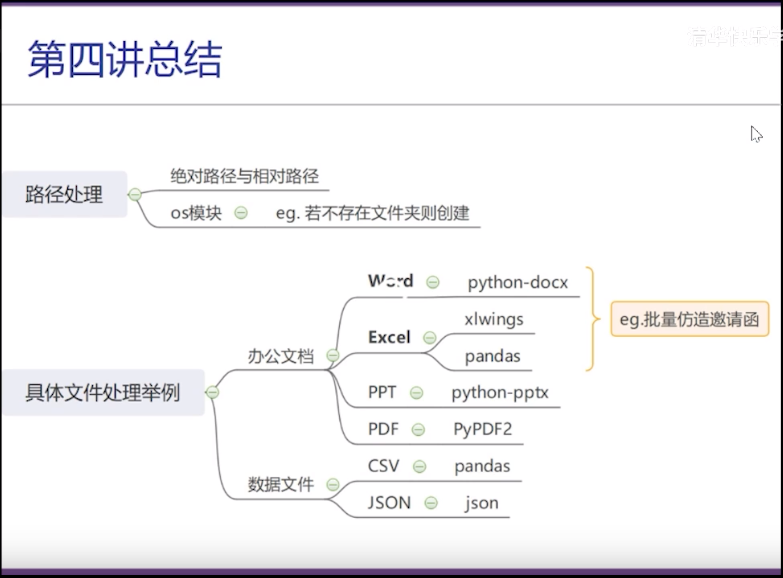 第四讲总结
路径处理
绝对路径与相对路径
os模块
eg. 若不存在文件夹则创建
具体文件处理举例
办公文档
Word
python-docx
Excel
xlwings
pandas
eg.批量仿造邀请函
PPT
python-pptx
PDF
PyPDF2
数据文件
CSV
pandas
JSON
json